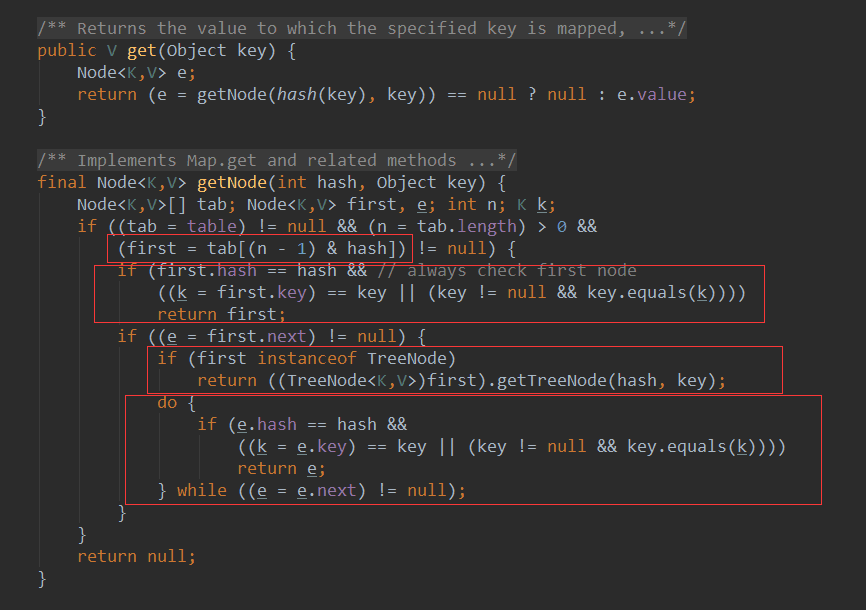 /** Returns the value to which the specified key is mapped, ...*/
public V get(Object key) {
    Node<K,V> e;
    return (e = getNode(hash(key), key)) == null ? null : e.value;
}
/** Implements Map.get and related methods ...*/
final Node<K,V> getNode(int hash, Object key) {
    Node<K,V>[] tab; Node<K,V> first, e; int n; K k;
    if ((tab = table) != null && (n = tab.length) > 0 &&
        (first = tab[(n - 1) & hash]) != null) {
        if (first.hash == hash && // always check first node
            ((k = first.key) == key || (key != null && key.equals(k))))
            return first;
        if ((e = first.next) != null) {
            if (first instanceof TreeNode)
                return ((TreeNode<K,V>)first).getTreeNode(hash, key);
            do {
                if (e.hash == hash &&
                    ((k = e.key) == key || (key != null && key.equals(k))))
                    return e;
            } while ((e = e.next) != null);
        }
    }
    return null;
}